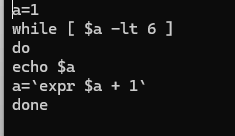 a=1
while [ $a -lt 6 ]
do
echo $a
a=‛expr $a + 1‛
done